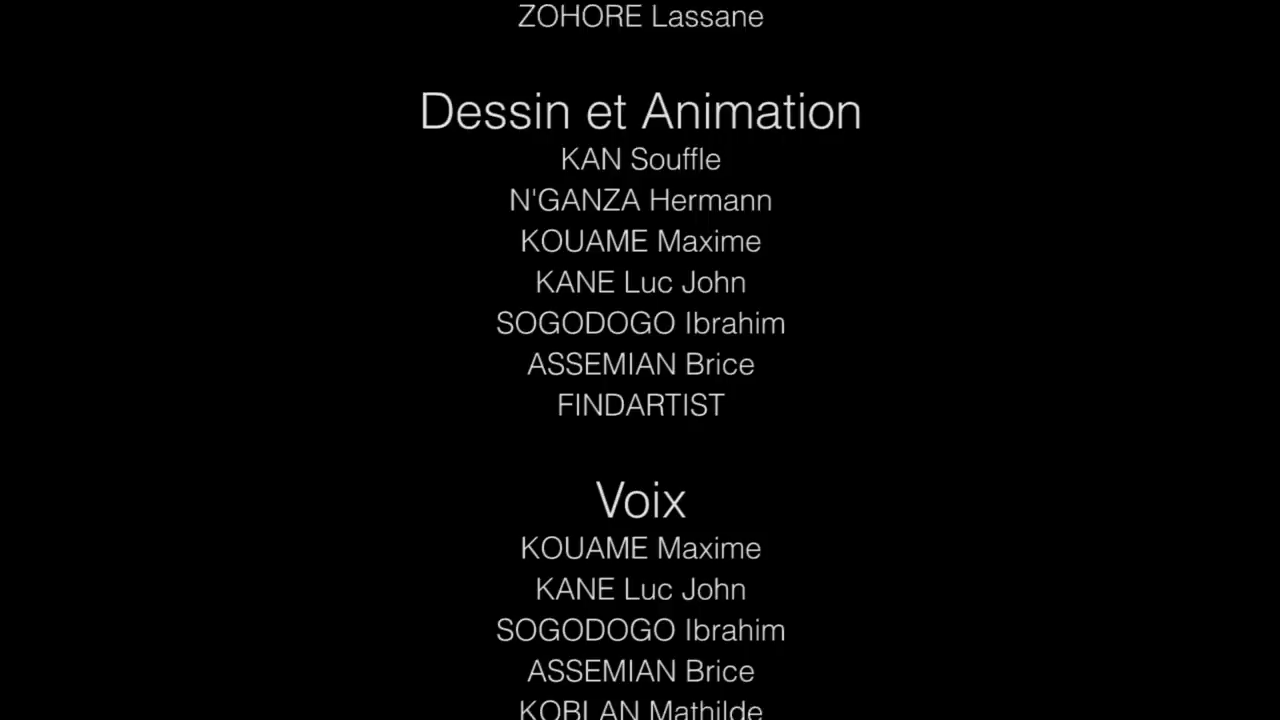 ZOHORE Lassane
Dessin et Animation
KAN Souffle
N'GANZA Hermann
KOUAME Maxime
KANE Luc John
SOGODOGO Ibrahim
ASSEMIAN Brice
FINDARTIST
Voix
KOUAME Maxime
KANE Luc John
SOGODOGO Ibrahim
ASSEMIAN Brice
KOBLAN Mathilde